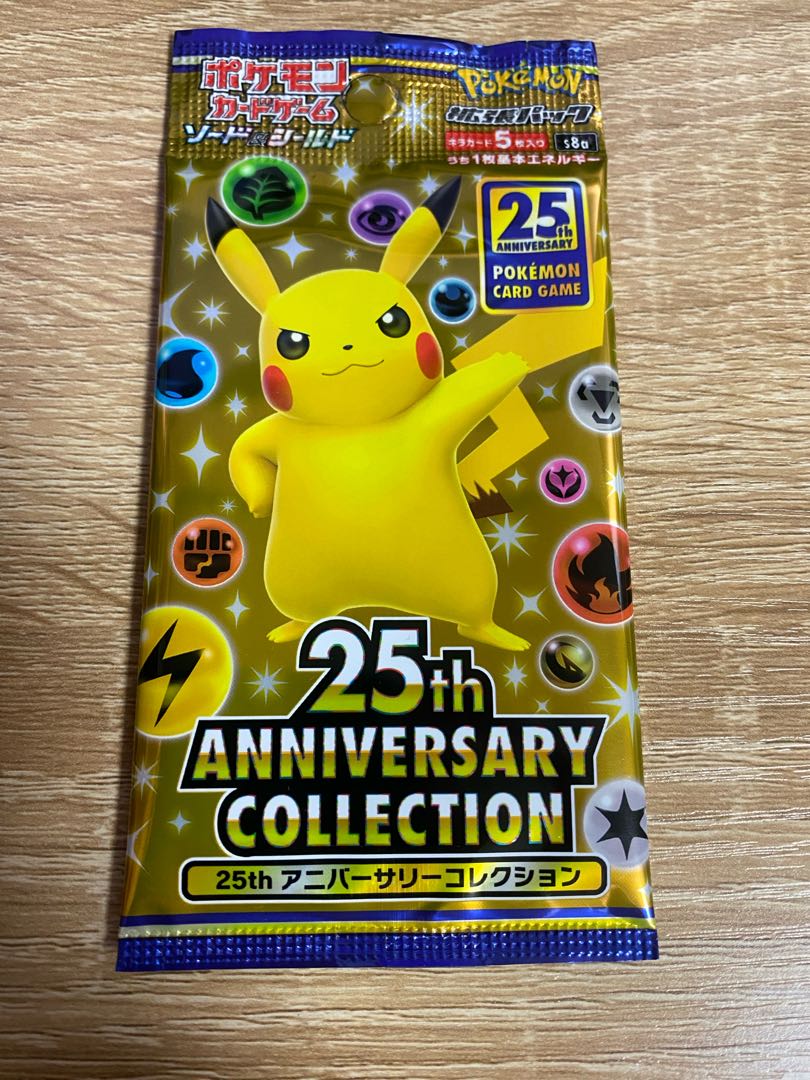 ポケモン
カードゲーム
ソード&シールド
POKÉMON
拡張パック
キラカード5枚入り s8a
うち1枚基本エネルギー
25th
ANNIVERSARY
POKÉMON
CARD GAME
25th
ANNIVERSARY
COLLECTION
25th アニバーサリーコレクション